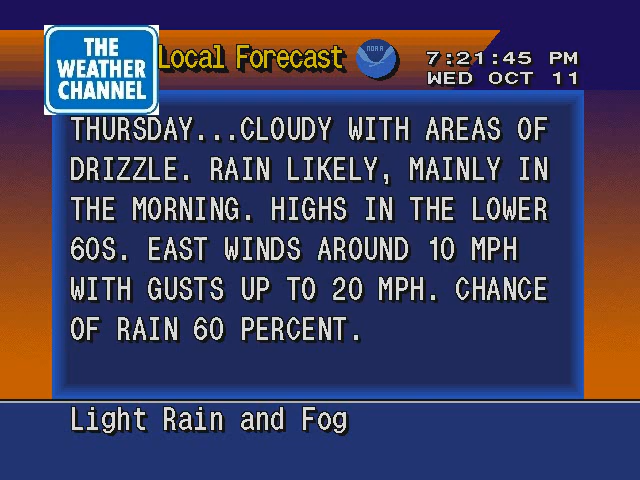 THE
WEATHER
CHANNEL
Local Forecast
NOAA
7:21:45 PM
WED OCT 11
THURSDAY...CLOUDY WITH AREAS OF
DRIZZLE. RAIN LIKELY, MAINLY IN
THE MORNING. HIGHS IN THE LOWER
60S. EAST WINDS AROUND 10 MPH
WITH GUSTS UP TO 20 MPH. CHANCE
OF RAIN 60 PERCENT.
Light Rain and Fog